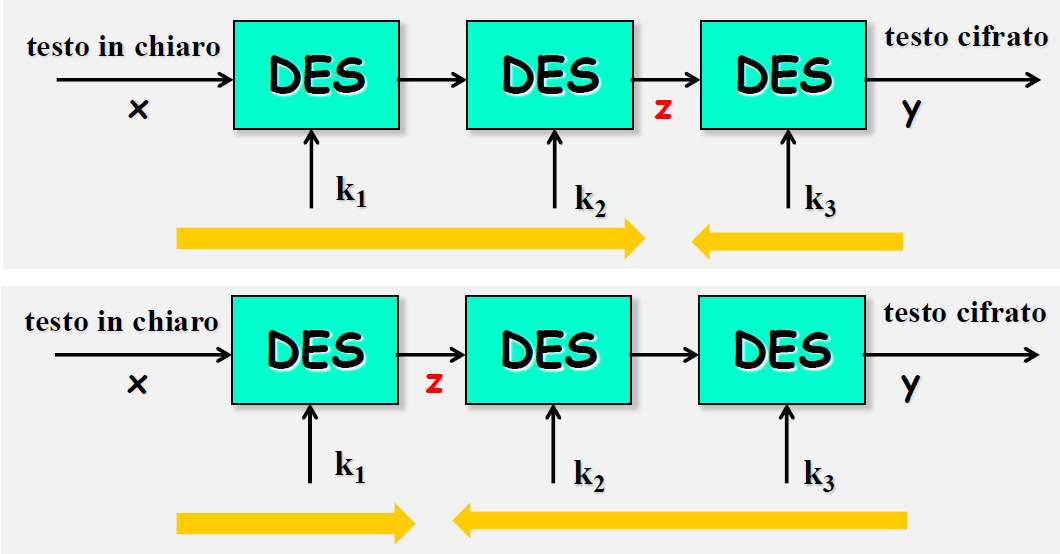 testo in chiaro DES DES DES testo cifrato
x z y
k₁ k₂ k₃
testo in chiaro DES DES DES testo cifrato
x z y
k₁ k₂ k₃